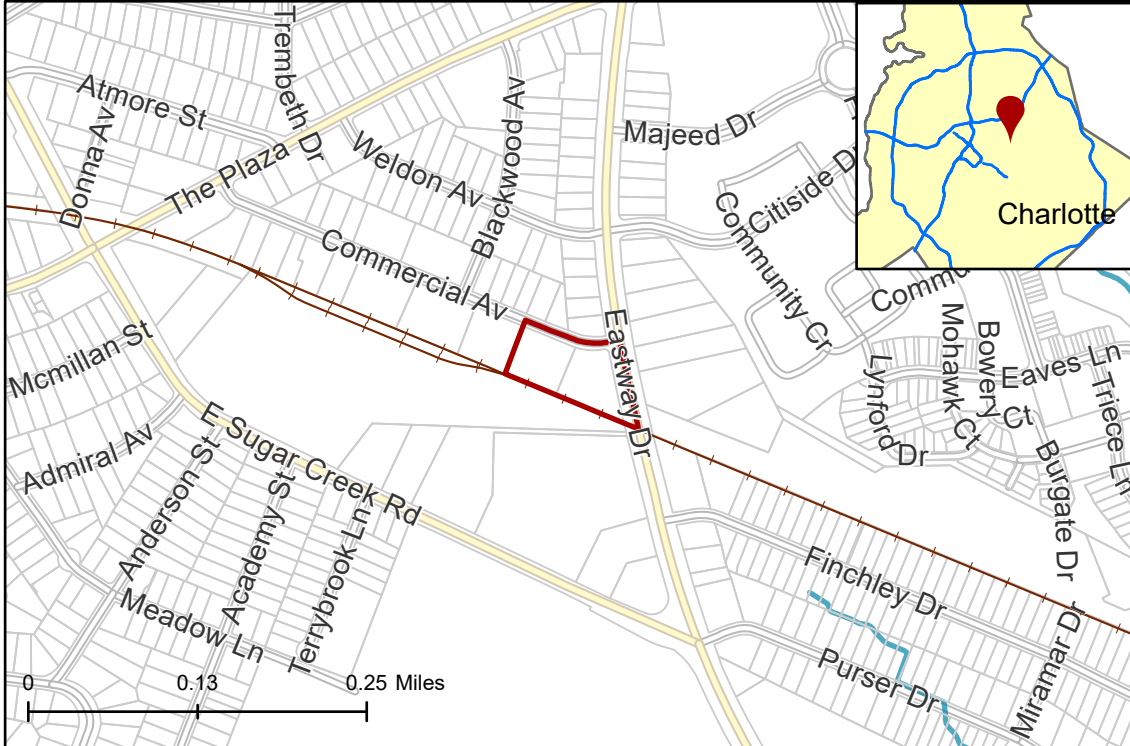 Trembeth Dr
Atmore St
Donna Av
The Plaza
Weldon Av
Blackwood Av
Majeed Dr
Citiside Dr
Community Cr
Charlotte
Commercial Av
Eastway Dr
Commu
Mcmillan St
Admiral Av
E Sugar Creek Rd
Anderson St
Academy St
Terrybrook Ln
Meadow Ln
Lynford Dr
Mohawk Ct
Bowery Ct
Eaves Ln
Triece Ln
Burgate Dr
Finchley Dr
Purser Dr
Miramar Dr
0 0.13 0.25 Miles